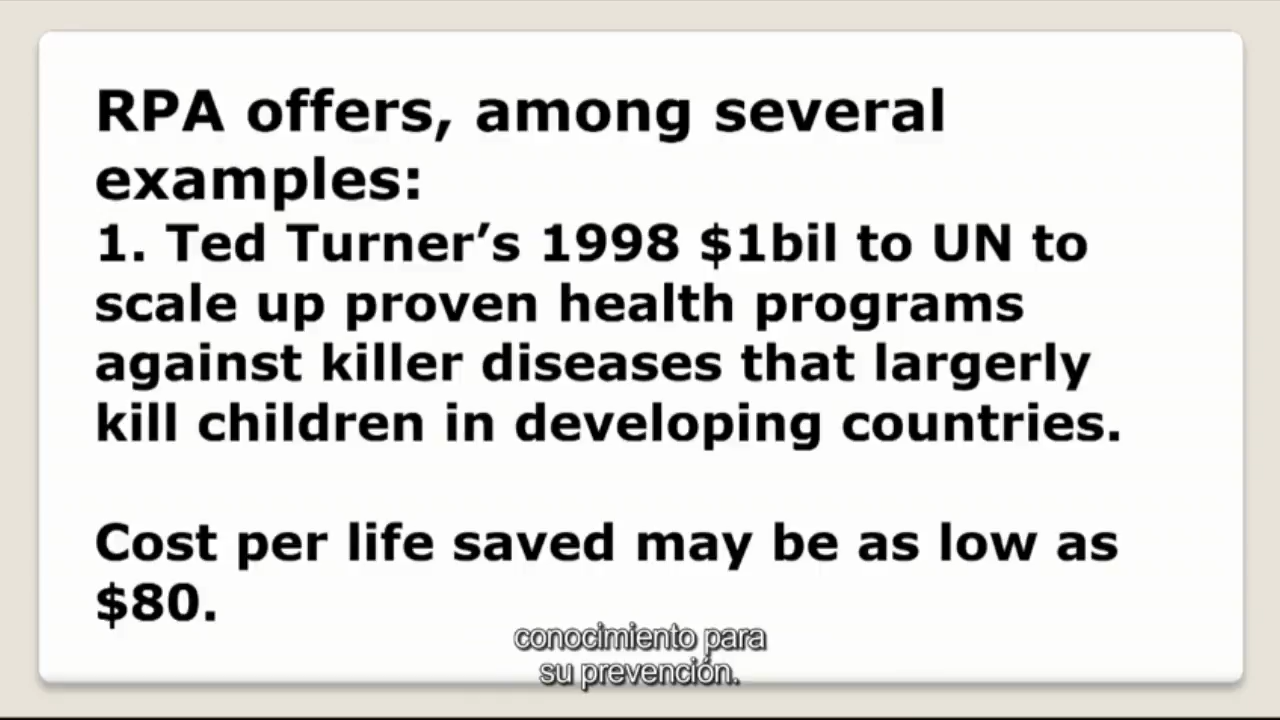 RPA offers, among several
examples:
1. Ted Turner’s 1998 $1bil to UN to
scale up proven health programs
against killer diseases that largerly
kill children in developing countries.
Cost per life saved may be as low as
$80.
conocimiento para
su prevención.